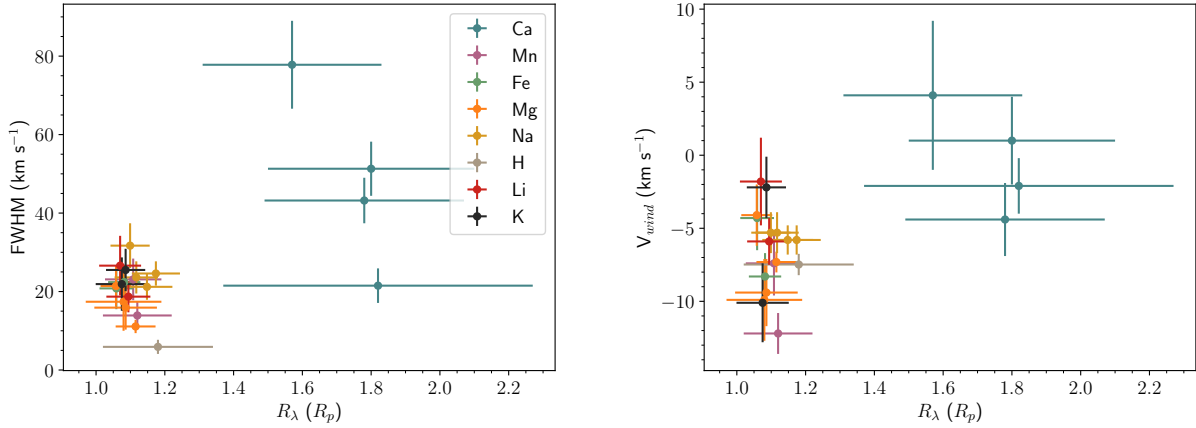 80
60
40
20
0
FWHM (km s⁻¹)
1.0 1.2 1.4 1.6 1.8 2.0 2.2
R_λ (R_p)
Ca
Mn
Fe
Mg
Na
H
Li
K
10
5
0
−5
−10
V_wind (km s⁻¹)
1.0 1.2 1.4 1.6 1.8 2.0 2.2
R_λ (R_p)